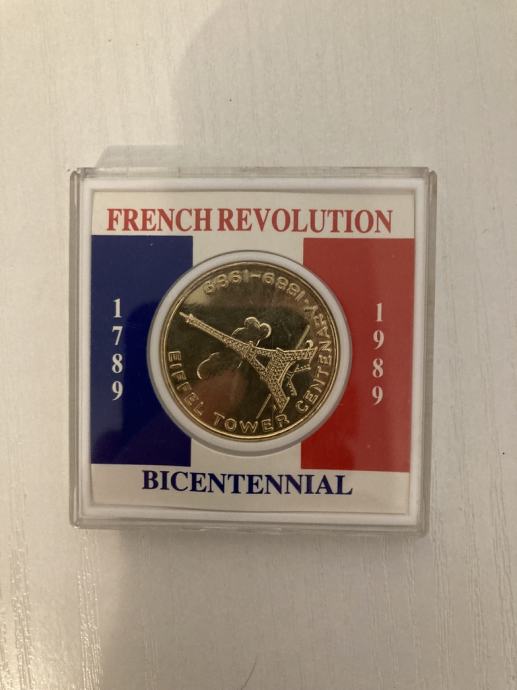 FRENCH REVOLUTION
1789
1989
EIFFEL TOWER CENTENARY·1889-1989
BICENTENNIAL